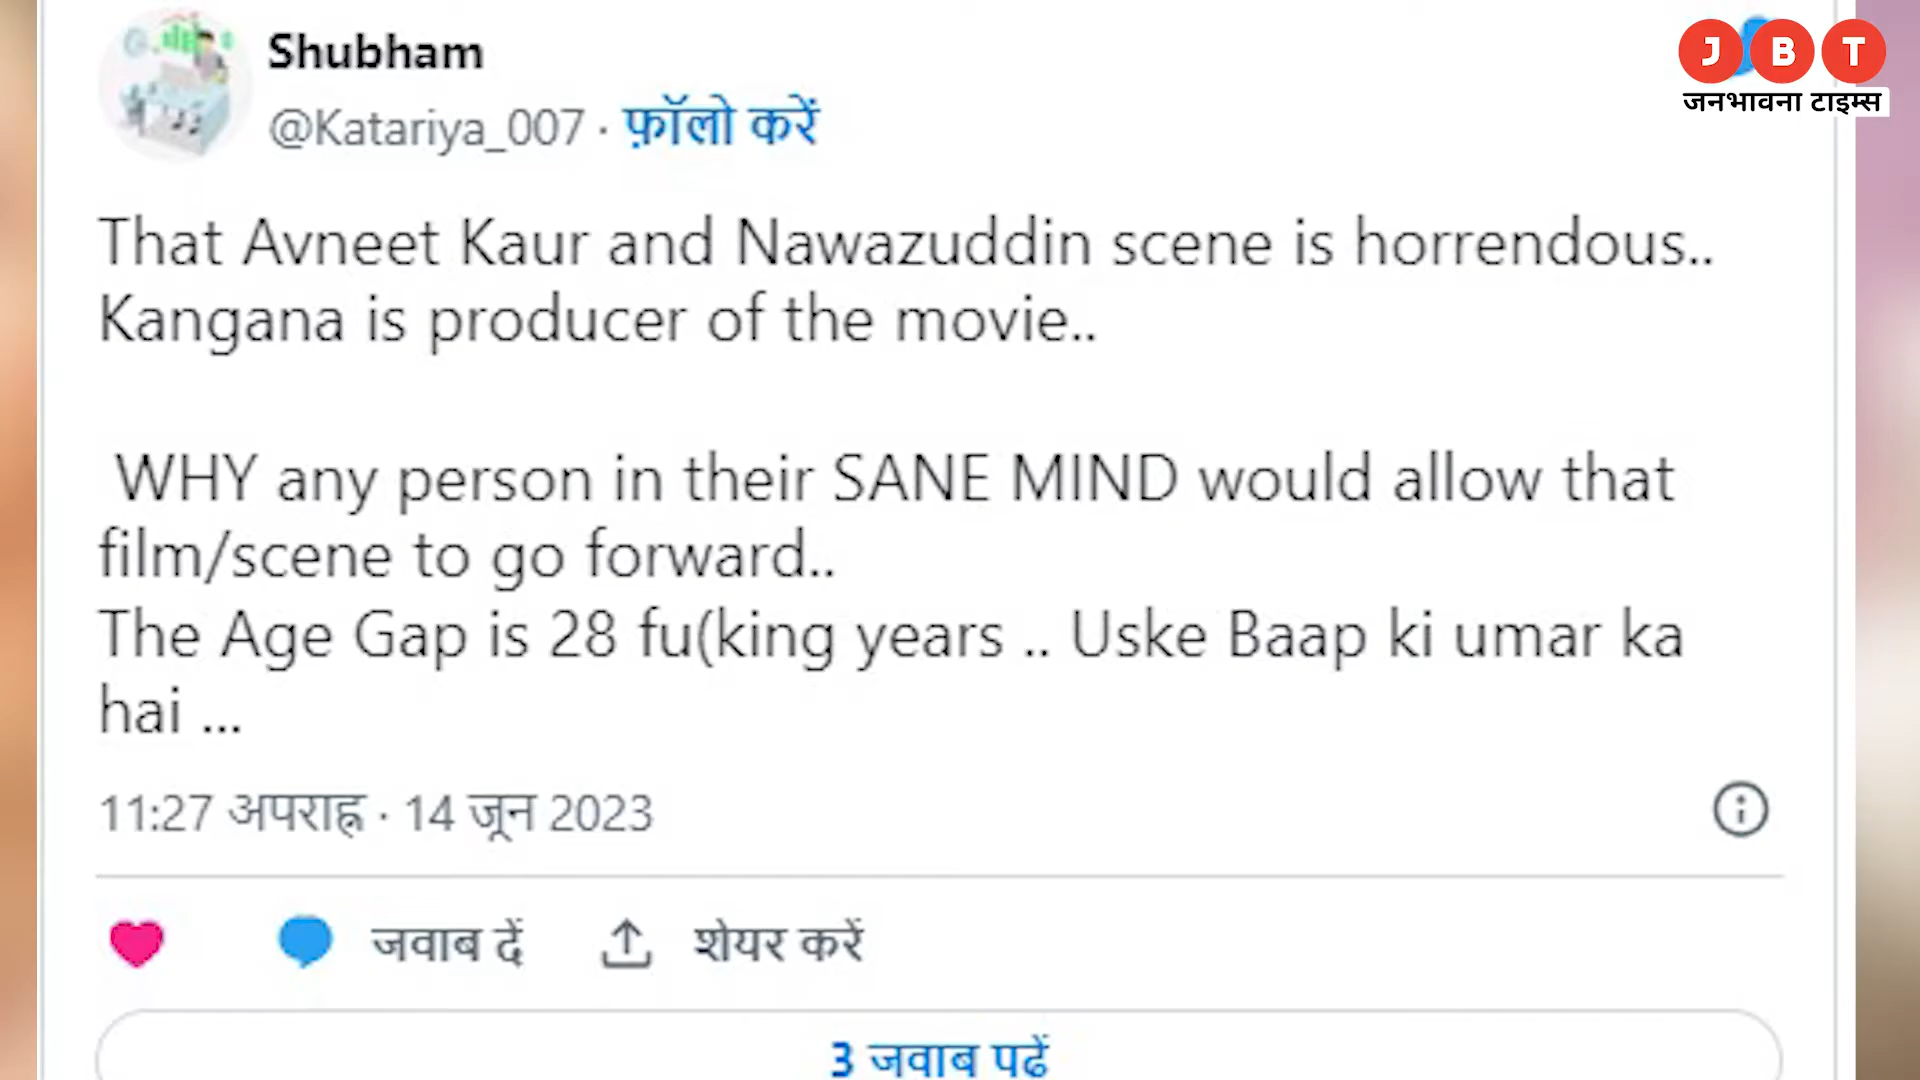 Shubham
@Katariya_007 · फ़ॉलो करें
J B T
जनभावना टाइम्स
That Avneet Kaur and Nawazuddin scene is horrendous..
Kangana is producer of the movie..
WHY any person in their SANE MIND would allow that
film/scene to go forward..
The Age Gap is 28 fu(king years .. Uske Baap ki umar ka
hai ...
11:27 अपराह्न · 14 जून 2023
जवाब दें शेयर करें
3 जवाब पढें